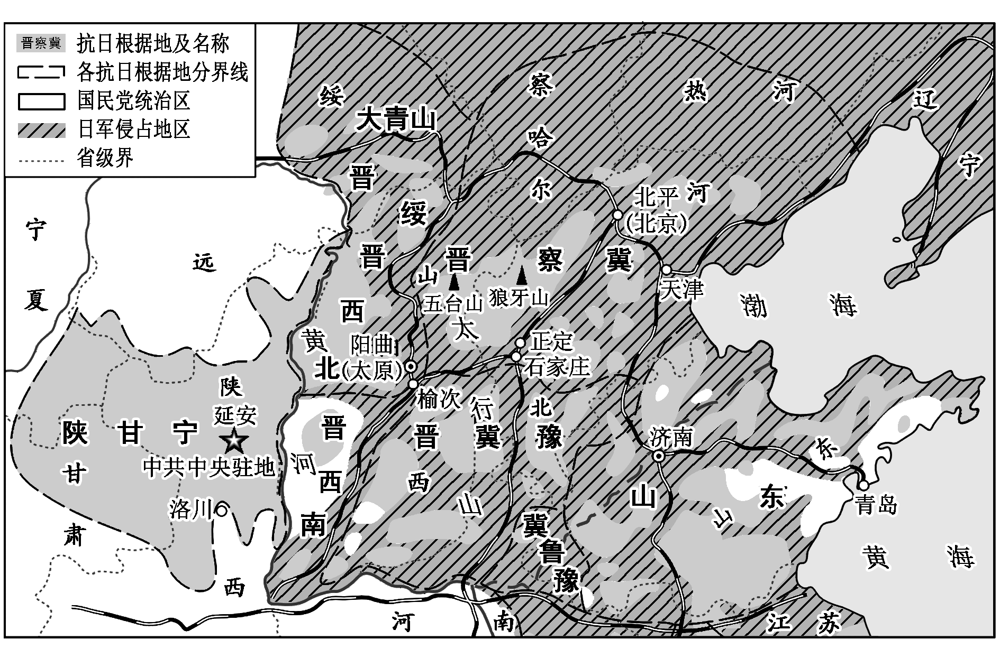 晋察冀 抗日根据地及名称
各抗日根据地分界线
国民党统治区
日军侵占地区
省级界
绥
远
察
哈
尔
热
河
辽
宁
大青山
晋
绥
晋
西
北
河
北
北平
(北京)
天津
晋
察
冀
山
西
五台山
狼牙山
太
行
山
正定
石家庄
阳曲
(太原)
榆次
黄
河
宁
夏
陕
西
甘
肃
延安
陕
甘
宁
中共中央驻地
洛川
晋
西
南
晋
冀
豫
冀
鲁
豫
济南
山
东
山
东
青岛
渤
海
黄
海
河
南
江
苏